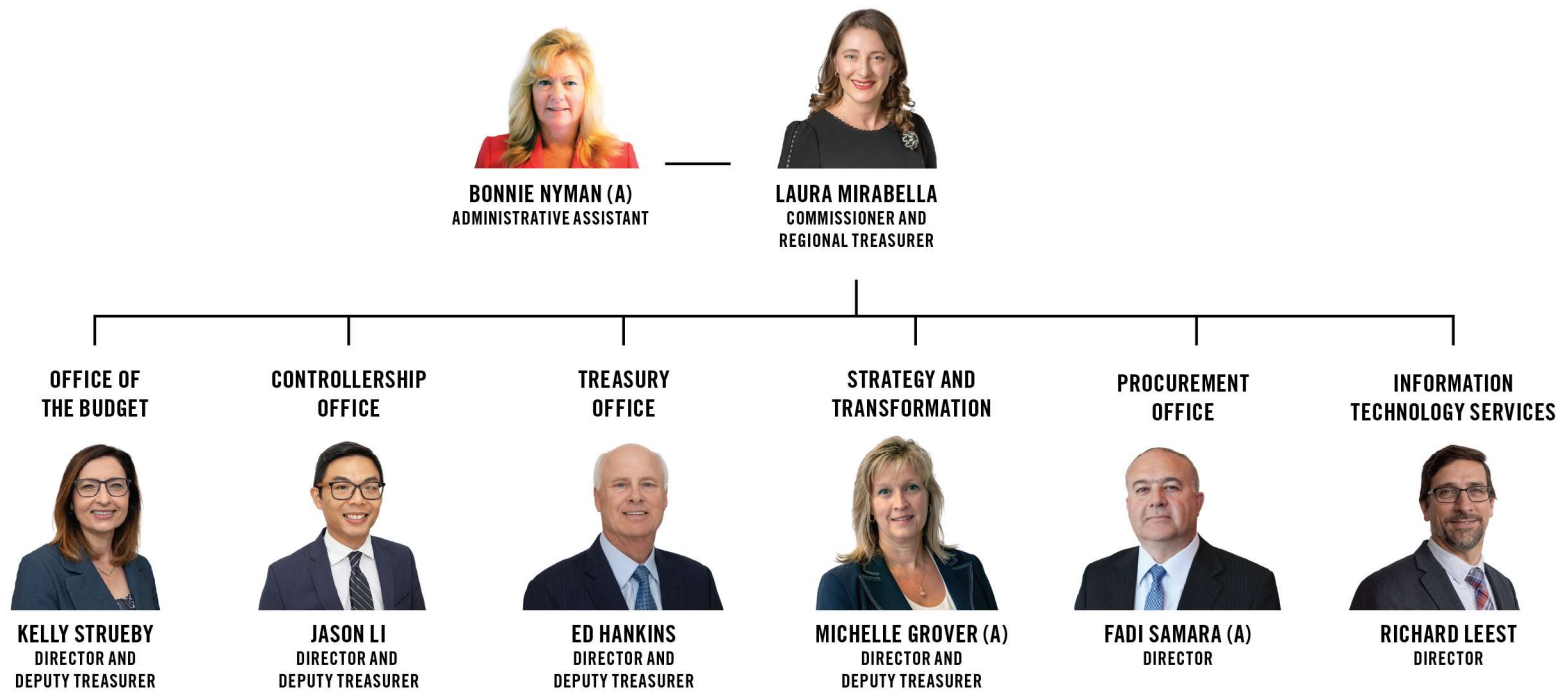 BONNIE NYMAN (A)
ADMINISTRATIVE ASSISTANT
LAURA MIRABELLA
COMMISSIONER AND
REGIONAL TREASURER
OFFICE OF
THE BUDGET
KELLY STRUEBY
DIRECTOR AND
DEPUTY TREASURER
CONTROLLERSHIP
OFFICE
JASON LI
DIRECTOR AND
DEPUTY TREASURER
TREASURY
OFFICE
ED HANKINS
DIRECTOR AND
DEPUTY TREASURER
STRATEGY AND
TRANSFORMATION
MICHELLE GROVER (A)
DIRECTOR AND
DEPUTY TREASURER
PROCUREMENT
OFFICE
FADI SAMARA (A)
DIRECTOR
INFORMATION
TECHNOLOGY SERVICES
RICHARD LEEST
DIRECTOR